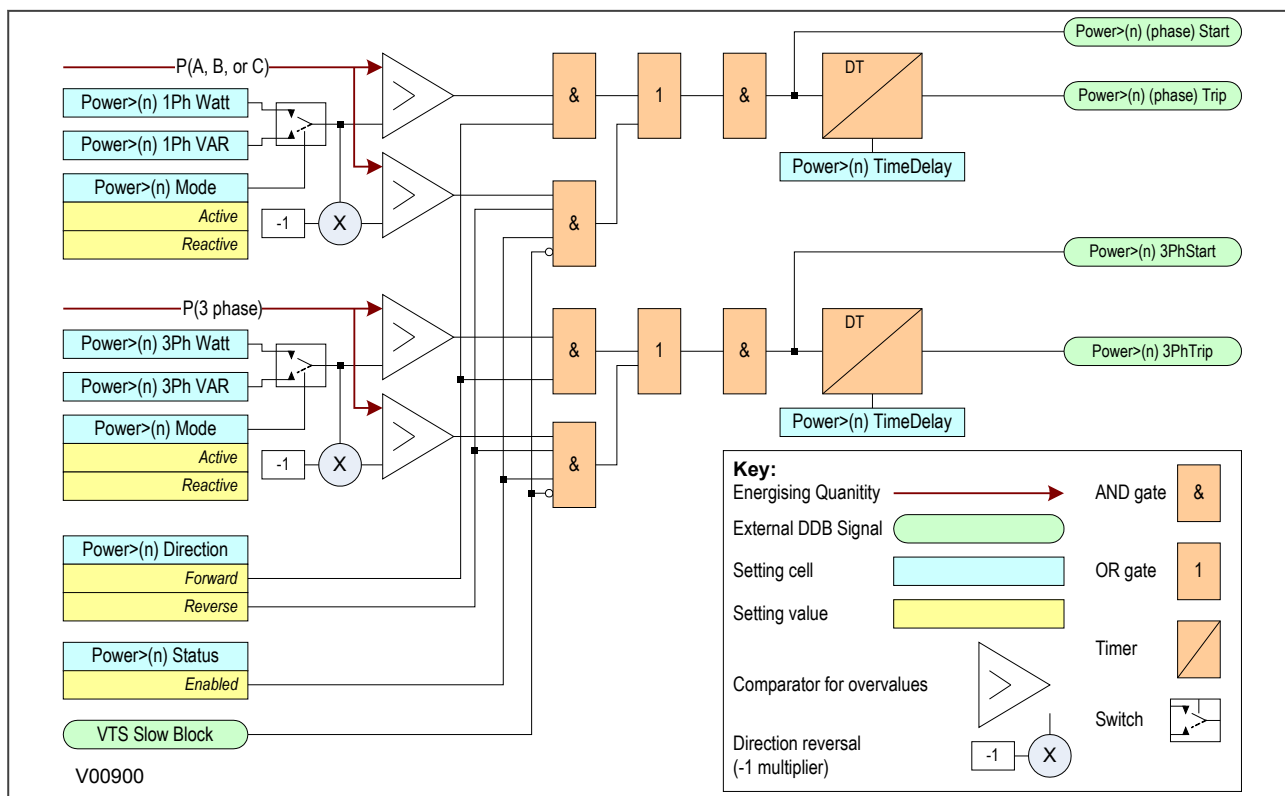 Power>(n) (phase) Start
P(A, B, or C)
DT
Power>(n) 1Ph Watt
>
&
1
&
Power>(n) (phase) Trip
Power>(n) 1Ph VAR
Power>(n) TimeDelay
Power>(n) Mode
>
Active
-1
X
&
Reactive
Power>(n) 3PhStart
P(3 phase)
DT
Power>(n) 3Ph Watt
>
&
1
&
Power>(n) 3PhTrip
Power>(n) 3Ph VAR
Power>(n) TimeDelay
Power>(n) Mode
>
Active
-1
X
&
Reactive
Power>(n) Direction
Forward
Reverse
Power>(n) Status
Enabled
VTS Slow Block
V00900
Key:
Energising Quanitity
AND gate
&
External DDB Signal
Setting cell
OR gate
1
Setting value
Timer
Comparator for overvalues
>
Switch
Direction reversal
(-1 multiplier)
-1
X